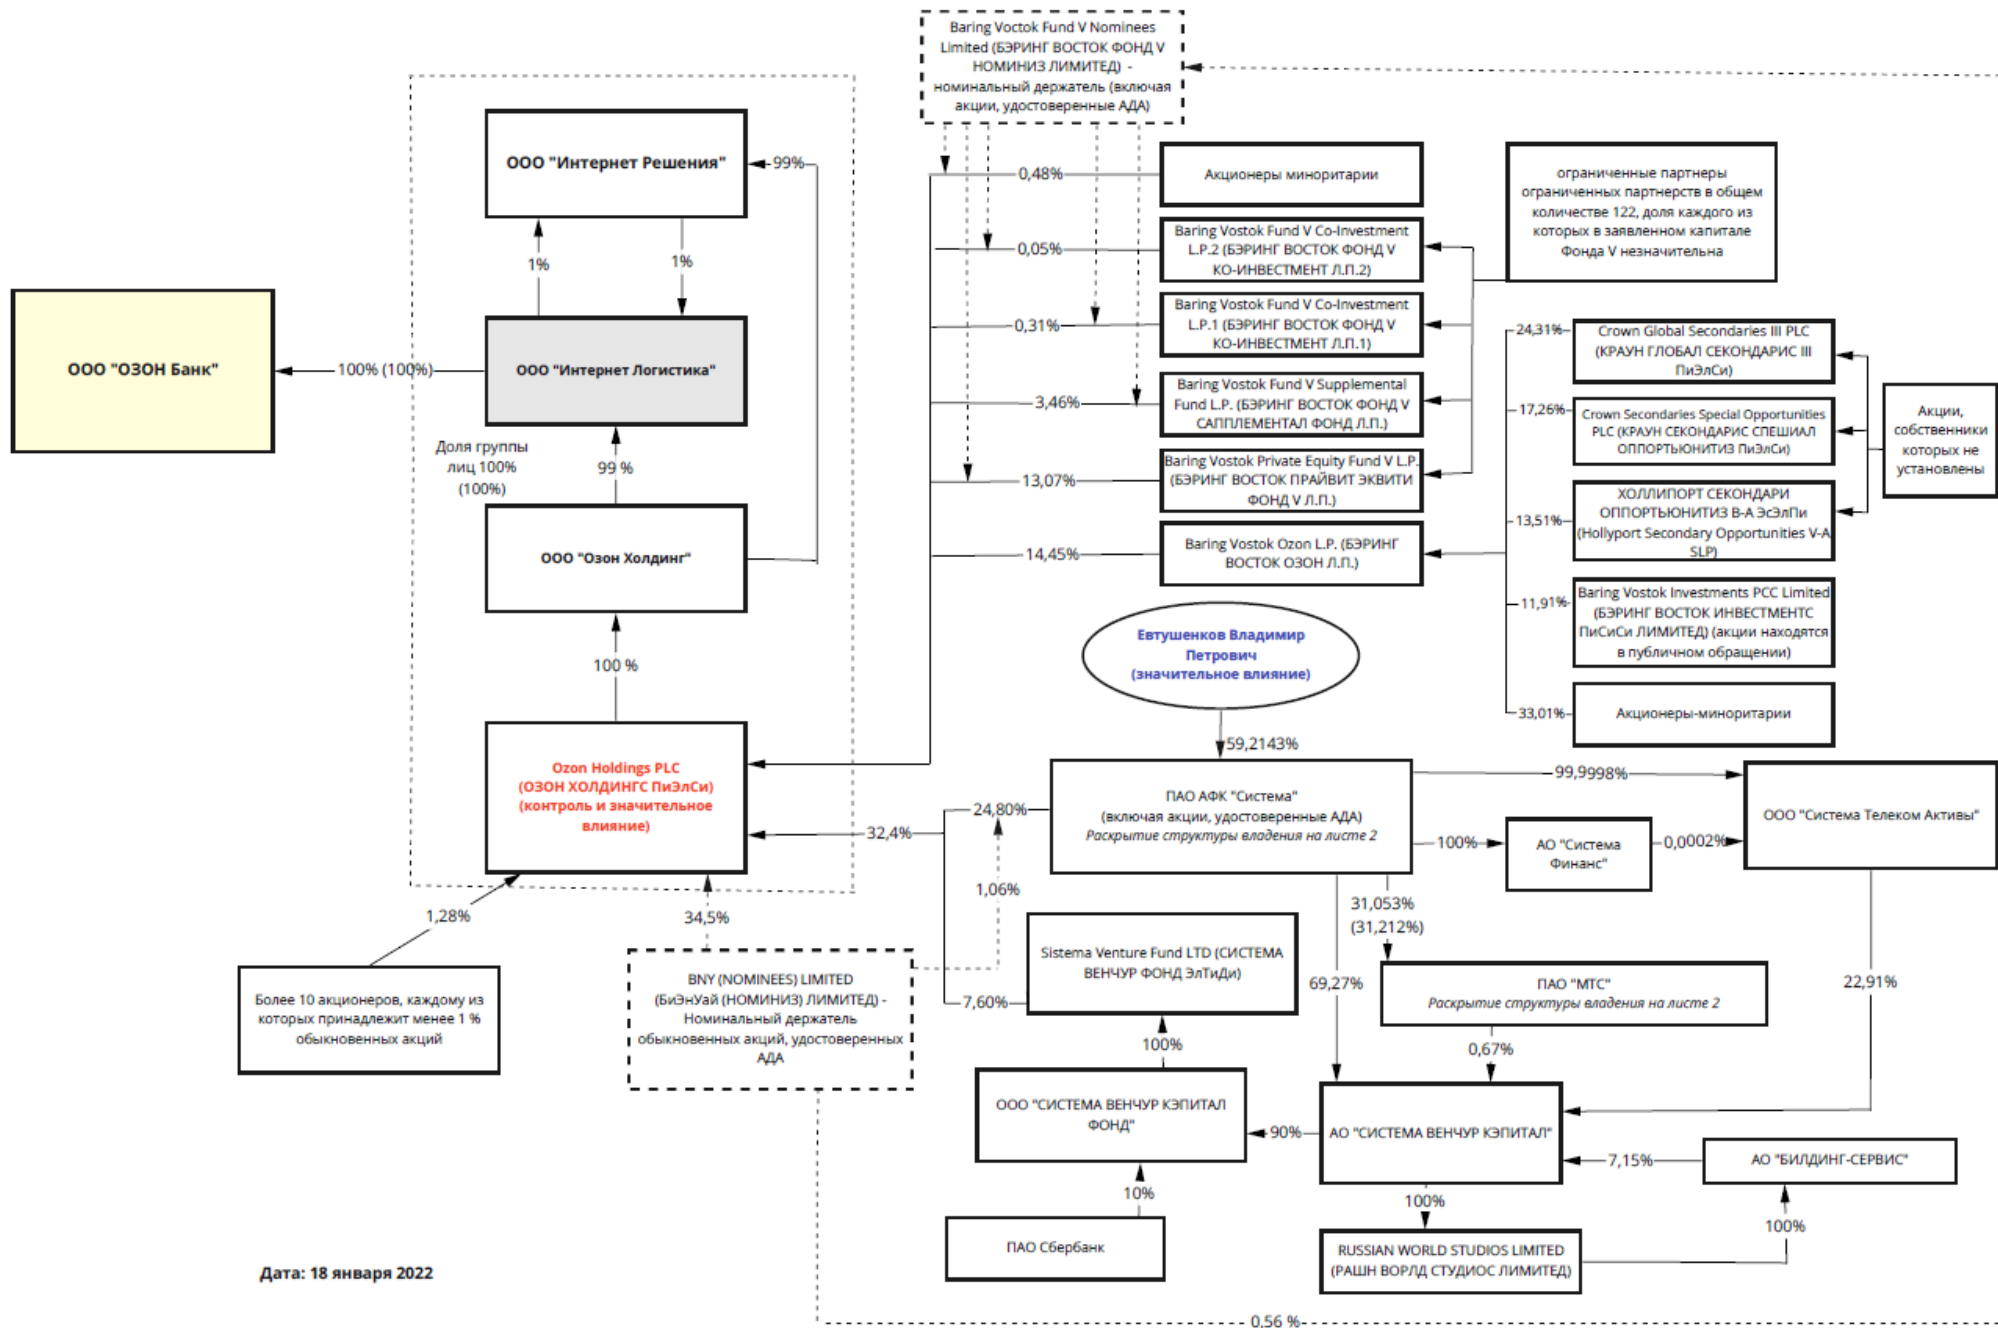 Baring Voctok Fund V Nominees
Limited (БЭРИНГ ВОСТОК ФОНД V
НОМИНИЗ ЛИМИТЕД) -
номинальный держатель (включая
акции, удостоверенные АДА)
ООО "Интернет Решения"
99%
1%
1%
ООО "ОЗОН Банк"
100% (100%)
ООО "Интернет Логистика"
Доля группы
лиц 100%
(100%)
99 %
ООО "Озон Холдинг"
100 %
Ozon Holdings PLC
(ОЗОН ХОЛДИНГС ПиЭлСи)
(контроль и значительное
влияние)
0,48%
Акционеры миноритарии
0,05%
Baring Vostok Fund V Co-Investment
L.P.2 (БЭРИНГ ВОСТОК ФОНД V
КО-ИНВЕСТМЕНТ Л.П.2)
0,31%
Baring Vostok Fund V Co-Investment
L.P.1 (БЭРИНГ ВОСТОК ФОНД V
КО-ИНВЕСТМЕНТ Л.П.1)
3,46%
Baring Vostok Fund V Supplemental
Fund L.P. (БЭРИНГ ВОСТОК ФОНД V
САППЛЕМЕНТАЛ ФОНД Л.П.)
13,07%
Baring Vostok Private Equity Fund V L.P.
(БЭРИНГ ВОСТОК ПРАЙВИТ ЭКВИТИ
ФОНД V Л.П.)
14,45%
Baring Vostok Ozon L.P. (БЭРИНГ
ВОСТОК ОЗОН Л.П.)
ограниченные партнеры
ограниченных партнерств в общем
количестве 122, доля каждого из
которых в заявленном капитале
Фонда V незначительна
24,31%
Crown Global Secondaries III PLC
(КРАУН ГЛОБАЛ СЕКОНДАРИС III
ПиЭлСи)
17,26%
Crown Secondaries Special Opportunities
PLC (КРАУН СЕКОНДАРИС СПЕШИАЛ
ОППОРТЬЮНИТИЗ ПиЭлСи)
13,51%
ХОЛЛИПОРТ СЕКОНДАРИ
ОППОРТЬЮНИТИЗ В-А ЭсЭлПи
(Hollyport Secondary Opportunities V-A
SLP)
11,91%
Baring Vostok Investments PCC Limited
(БЭРИНГ ВОСТОК ИНВЕСТМЕНТС
ПиСиСи ЛИМИТЕД) (акции находятся
в публичном обращении)
33,01%
Акционеры-миноритарии
Акции,
собственники
которых не
установлены
Евтушенков Владимир
Петрович
(значительное влияние)
59,2143%
ПАО АФК "Система"
(включая акции, удостоверенные АДА)
Раскрытие структуры владения на листе 2
99,9998%
ООО "Система Телеком Активы"
100%
АО "Система
Финанс"
0,0002%
24,80%
32,4%
1,06%
7,60%
31,053%
(31,212%)
69,27%
22,91%
1,28%
34,5%
Более 10 акционеров, каждому из
которых принадлежит менее 1 %
обыкновенных акций
BNY (NOMINEES) LIMITED
(БиЭнУай (НОМИНИЗ) ЛИМИТЕД) -
Номинальный держатель
обыкновенных акций, удостоверенных
АДА
Sistema Venture Fund LTD (СИСТЕМА
ВЕНЧУР ФОНД ЭлТиДи)
ПАО "МТС"
Раскрытие структуры владения на листе 2
100%
0,67%
ООО "СИСТЕМА ВЕНЧУР КЭПИТАЛ
ФОНД"
90%
АО "СИСТЕМА ВЕНЧУР КЭПИТАЛ"
7,15%
АО "БИЛДИНГ-СЕРВИС"
10%
100%
100%
ПАО Сбербанк
RUSSIAN WORLD STUDIOS LIMITED
(РАШН ВОРЛД СТУДИОС ЛИМИТЕД)
Дата: 18 января 2022
0,56 %